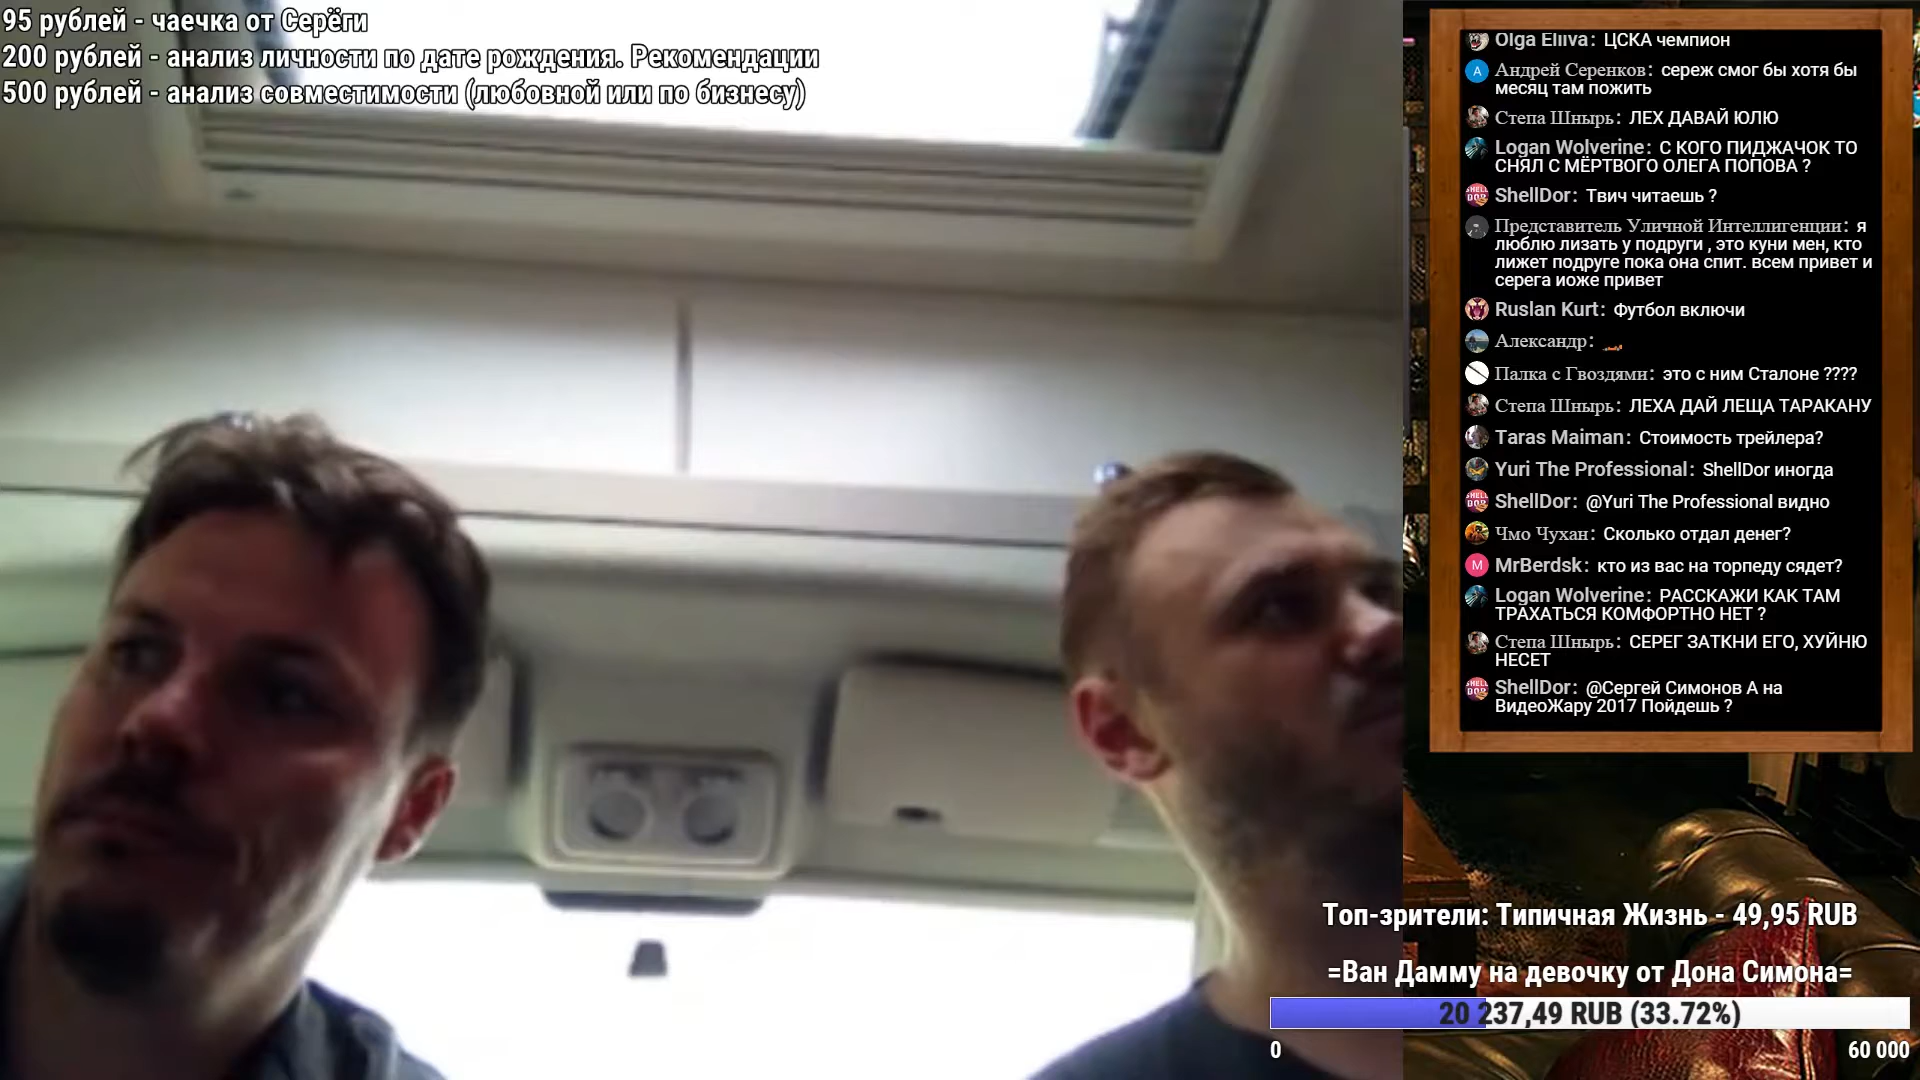 95 рублей - чаечка от Серёги
200 рублей - анализ личности по дате рождения. Рекомендации
500 рублей - анализ совместимости (любовной или по бизнесу)
Olga Elliva: ЦСКА чемпион
А Андрей Серенков: сереж смог бы хотя бы
месяц там пожить
Степа Шнырь: ЛЕХ ДАВАЙ ЮЛЮ
Logan Wolverine: С КОГО ПИДЖАЧОК ТО
СНЯЛ С МЁРТВОГО ОЛЕГА ПОПОВА ?
ShellDor: Твич читаешь ?
Представитель Уличной Интеллигенции: я
люблю лизать у подруги , это куни мен, кто
лижет подруге пока она спит. всем привет и
серега иоже привет
Ruslan Kurt: Футбол включи
Александр:
Палка с Гвоздями: это с ним Сталоне ????
Степа Шнырь: ЛЕХА ДАЙ ЛЕЩА ТАРАКАНУ
Taras Maiman: Стоимость трейлера?
Yuri The Professional: ShellDor иногда
ShellDor: @Yuri The Professional видно
Чмо Чухан: Сколько отдал денег?
M MrBerdsk: кто из вас на торпеду сядет?
Logan Wolverine: РАССКАЖИ КАК ТАМ
ТРАХАТЬСЯ КОМФОРТНО НЕТ ?
Степа Шнырь: СЕРЕГ ЗАТКНИ ЕГО, ХУЙНЮ
НЕСЕТ
ShellDor: @Сергей Симонов А на
ВидеоЖару 2017 Пойдешь ?
Топ-зрители: Типичная Жизнь - 49,95 RUB
=Ван Дамму на девочку от Дона Симона=
20 237,49 RUB (33.72%)
0
60 000